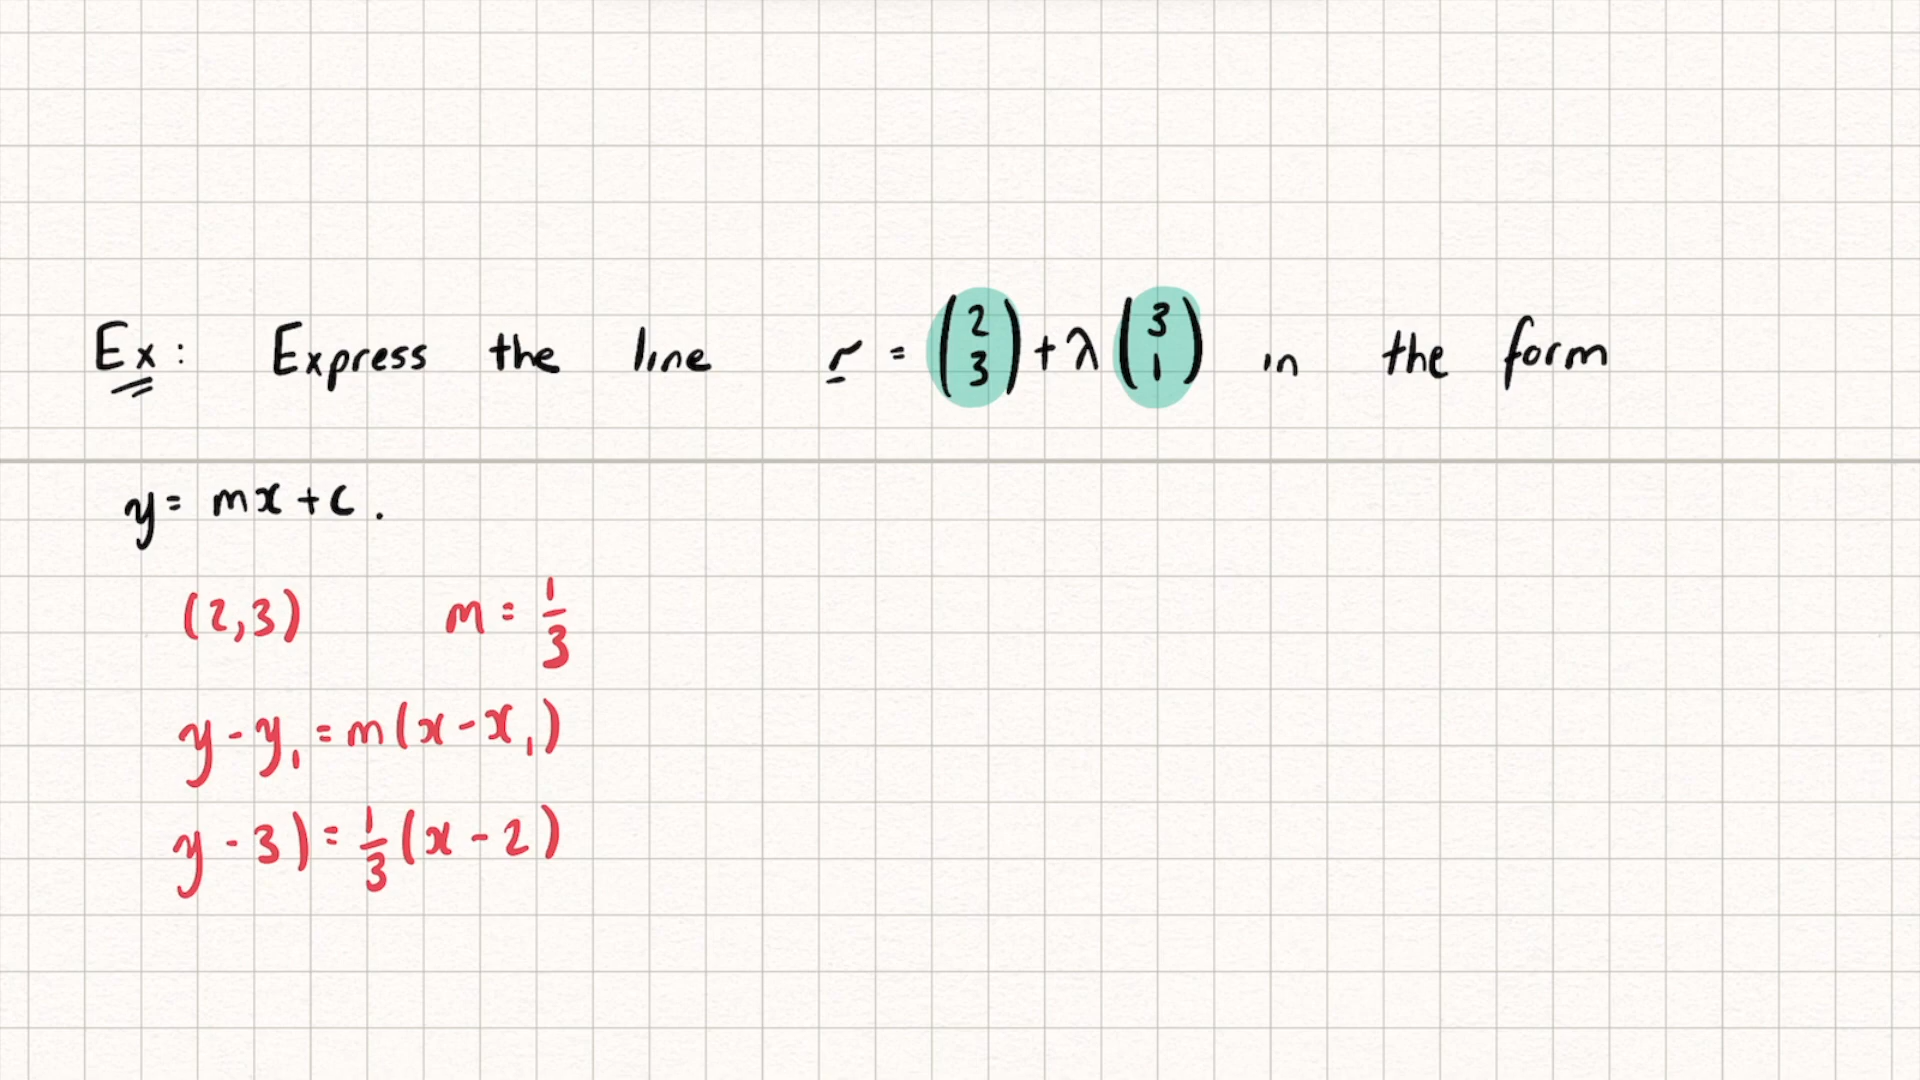 Ex: Express the line r = (2 3) + λ (3 1) in the form
y = mx + c.
(2,3) m = 1/3
y - y₁ = m(x - x₁)
y - 3) = 1/3 (x - 2)